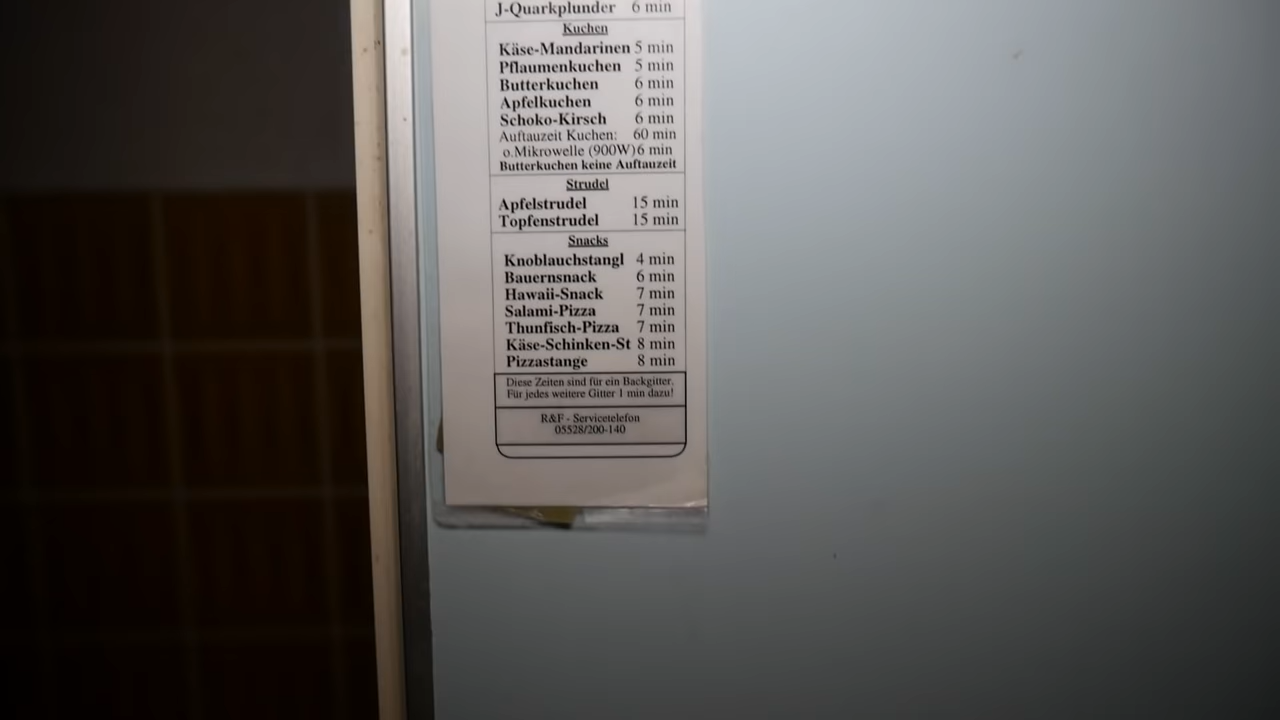 J-Quarkplunder 6 min
Kuchen
Käse-Mandarinen 5 min
Pflaumenkuchen 5 min
Butterkuchen 6 min
Apfelkuchen 6 min
Schoko-Kirsch 6 min
Auftauzeit Kuchen: 60 min
o.Mikrowelle (900W)6 min
Butterkuchen keine Auftauzeit
Strudel
Apfelstrudel 15 min
Topfenstrudel 15 min
Snacks
Knoblauchstangl 4 min
Bauernsnack 6 min
Hawaii-Snack 7 min
Salami-Pizza 7 min
Thunfisch-Pizza 7 min
Käse-Schinken-St 8 min
Pizzastange 8 min
Diese Zeiten sind für ein Backgitter.
Für jedes weitere Gitter 1 min dazu!
R&F - Servicetelefon
05528/200-140